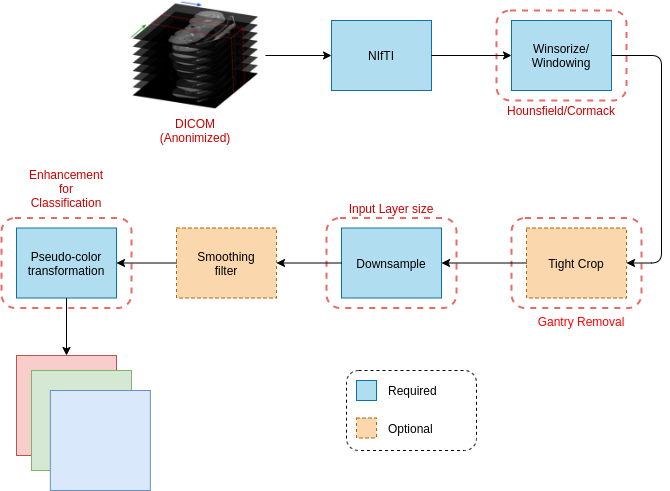 DICOM
(Anonimized)
NIfTI
Winsorize/
Windowing
Hounsfield/Cormack
Enhancement
for
Classification
Pseudo-color
transformation
Smoothing
filter
Input Layer size
Downsample
Tight Crop
Gantry Removal
Required
Optional